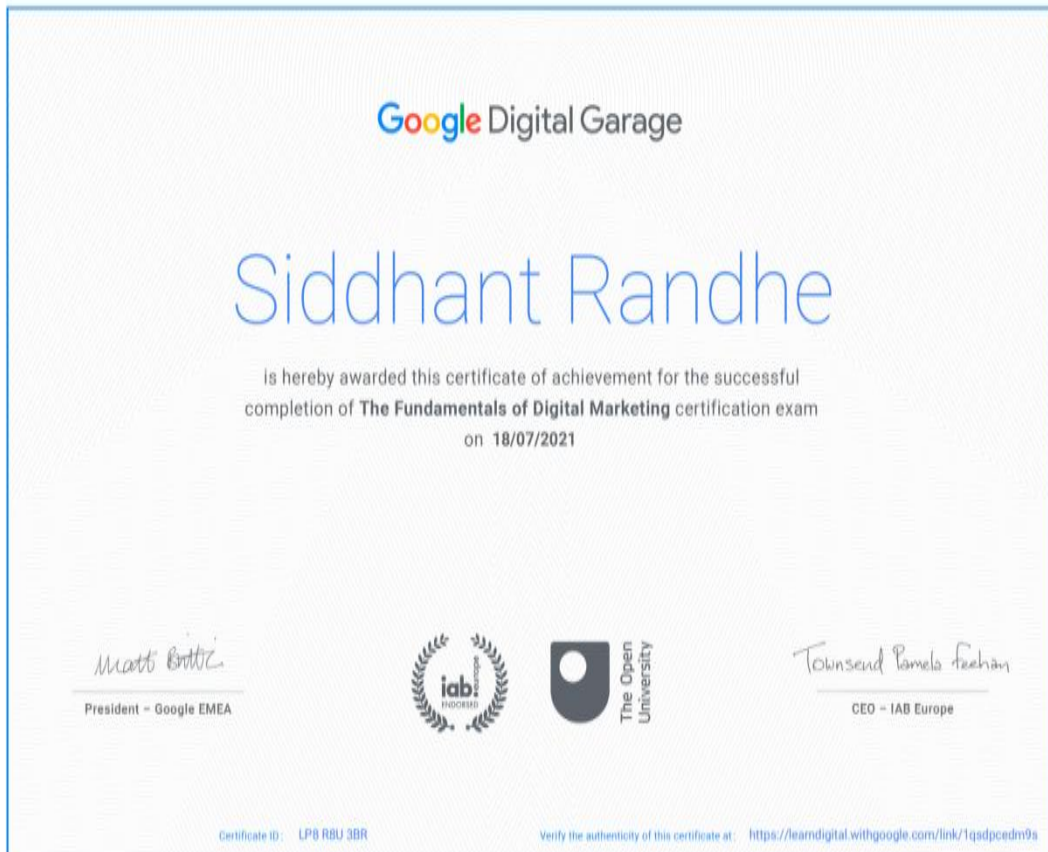 Google Digital Garage
Siddhant Randhe
is hereby awarded this certificate of achievement for the successful
completion of The Fundamentals of Digital Marketing certification exam
on 18/07/2021
Matt Brittin
President – Google EMEA
iab europe
ENDORSED
The Open
University
Townsend Pamela Feehan
CEO – IAB Europe
Certificate ID : LP8 R8U 3BR
Verify the authenticity of this certificate at : https://learndigital.withgoogle.com/link/1qsdpcedm9s